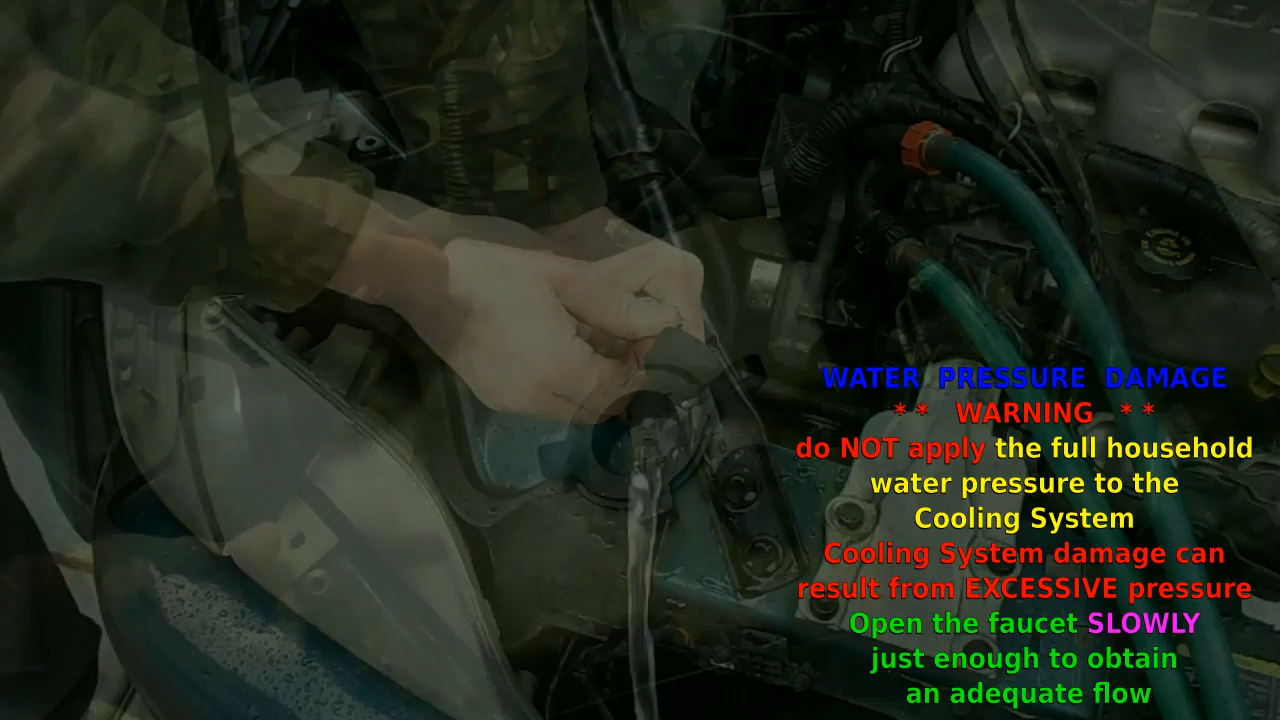 WATER PRESSURE DAMAGE
* * WARNING * *
do NOT apply the full household
water pressure to the
Cooling System
Cooling System damage can
result from EXCESSIVE pressure
Open the faucet SLOWLY
just enough to obtain
an adequate flow